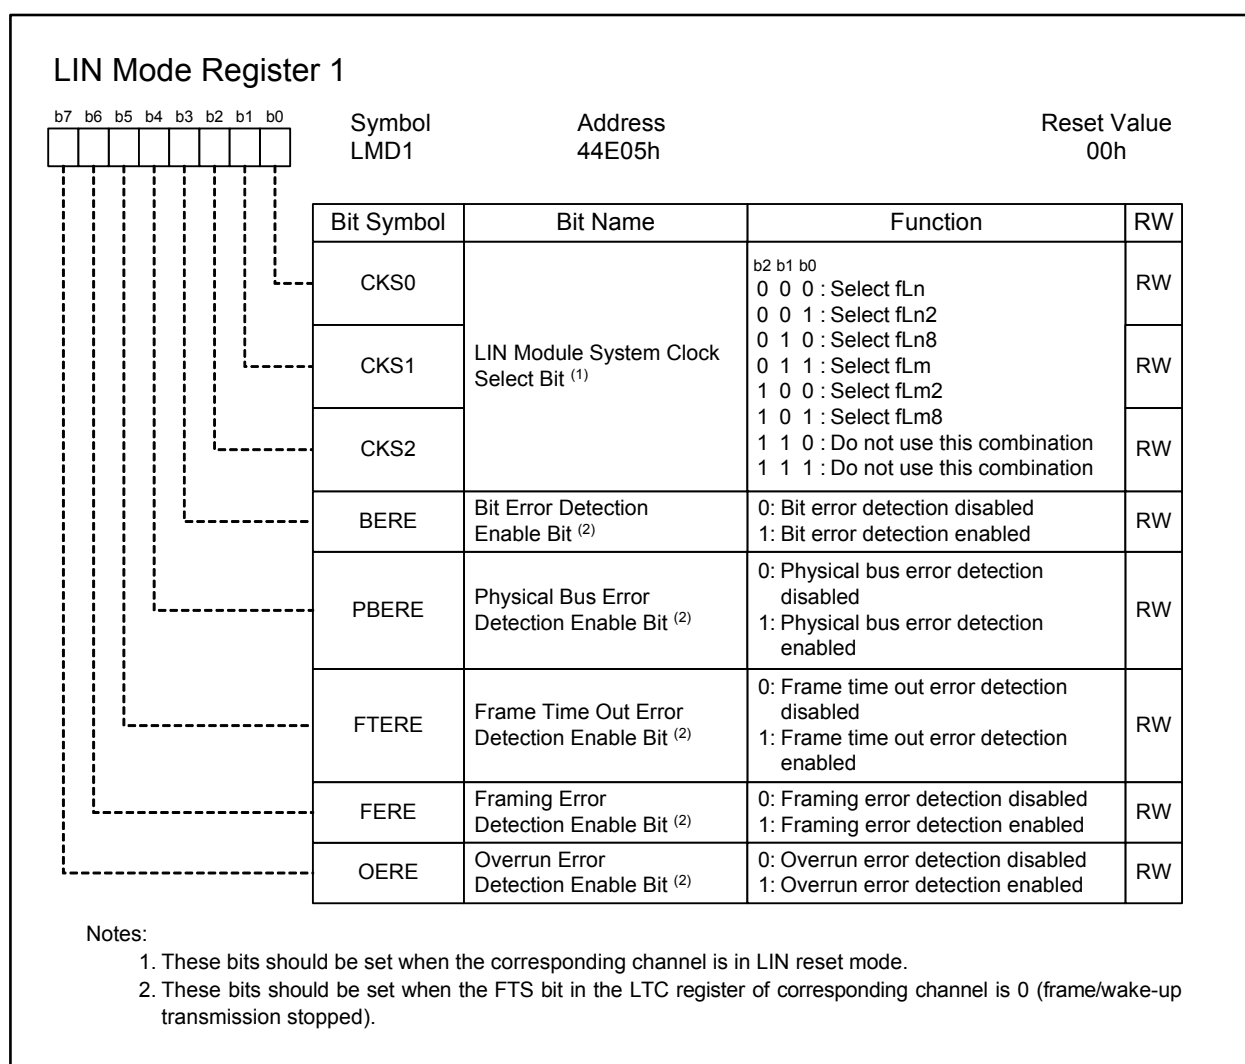 LIN Mode Register 1
b7 b6 b5 b4 b3 b2 b1 b0
Symbol Address Reset Value
LMD1 44E05h 00h
Bit Symbol Bit Name Function RW
CKS0
CKS1
CKS2
LIN Module System Clock
Select Bit (1)
b2 b1 b0
0 0 0 : Select fLn
0 0 1 : Select fLn2
0 1 0 : Select fLn8
0 1 1 : Select fLm
1 0 0 : Select fLm2
1 0 1 : Select fLm8
1 1 0 : Do not use this combination
1 1 1 : Do not use this combination
RW
RW
RW
BERE
Bit Error Detection
Enable Bit (2)
0: Bit error detection disabled
1: Bit error detection enabled
RW
PBERE
Physical Bus Error
Detection Enable Bit (2)
0: Physical bus error detection
disabled
1: Physical bus error detection
enabled
RW
FTERE
Frame Time Out Error
Detection Enable Bit (2)
0: Frame time out error detection
disabled
1: Frame time out error detection
enabled
RW
FERE
Framing Error
Detection Enable Bit (2)
0: Framing error detection disabled
1: Framing error detection enabled
RW
OERE
Overrun Error
Detection Enable Bit (2)
0: Overrun error detection disabled
1: Overrun error detection enabled
RW
Notes:
1. These bits should be set when the corresponding channel is in LIN reset mode.
2. These bits should be set when the FTS bit in the LTC register of corresponding channel is 0 (frame/wake-up
transmission stopped).